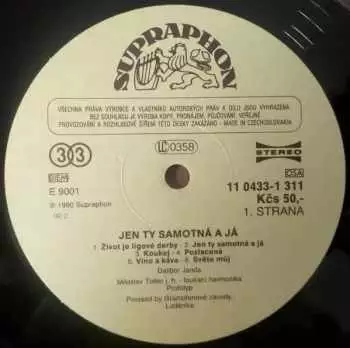 SUPRAPHON
VŠECHNA PRÁVA VÝROBCE A VLASTNÍKŮ AUTORSKÝCH PRÁV K DÍLU JSOU VYHRAZENA
BEZ SOUHLASU JE VÝROBA KOPIÍ, PRONÁJEM, PŮJČOVÁNÍ, VEŘEJNÉ
PROVOZOVÁNÍ A ROZHLASOVÉ ŠÍŘENÍ TÉTO DESKY ZAKÁZÁNO - MADE IN CZECHOSLOVAKIA
33
LC 0358
STEREO
E 9001
11 0433-1 311
Kčs 50,-
℗ 1990 Supraphon
1. STRANA
JEN TY SAMOTNÁ A JÁ
1. Život je ligové derby - 2. Jen ty samotná a já
3. Koukej - 4. Pozlacená
5. Víno a káva - 6. Světe můj
Dalibor Janda
j. h. - foukací harmonika
Prototyp
Pressed by Gramofonové závody,
Loděnice